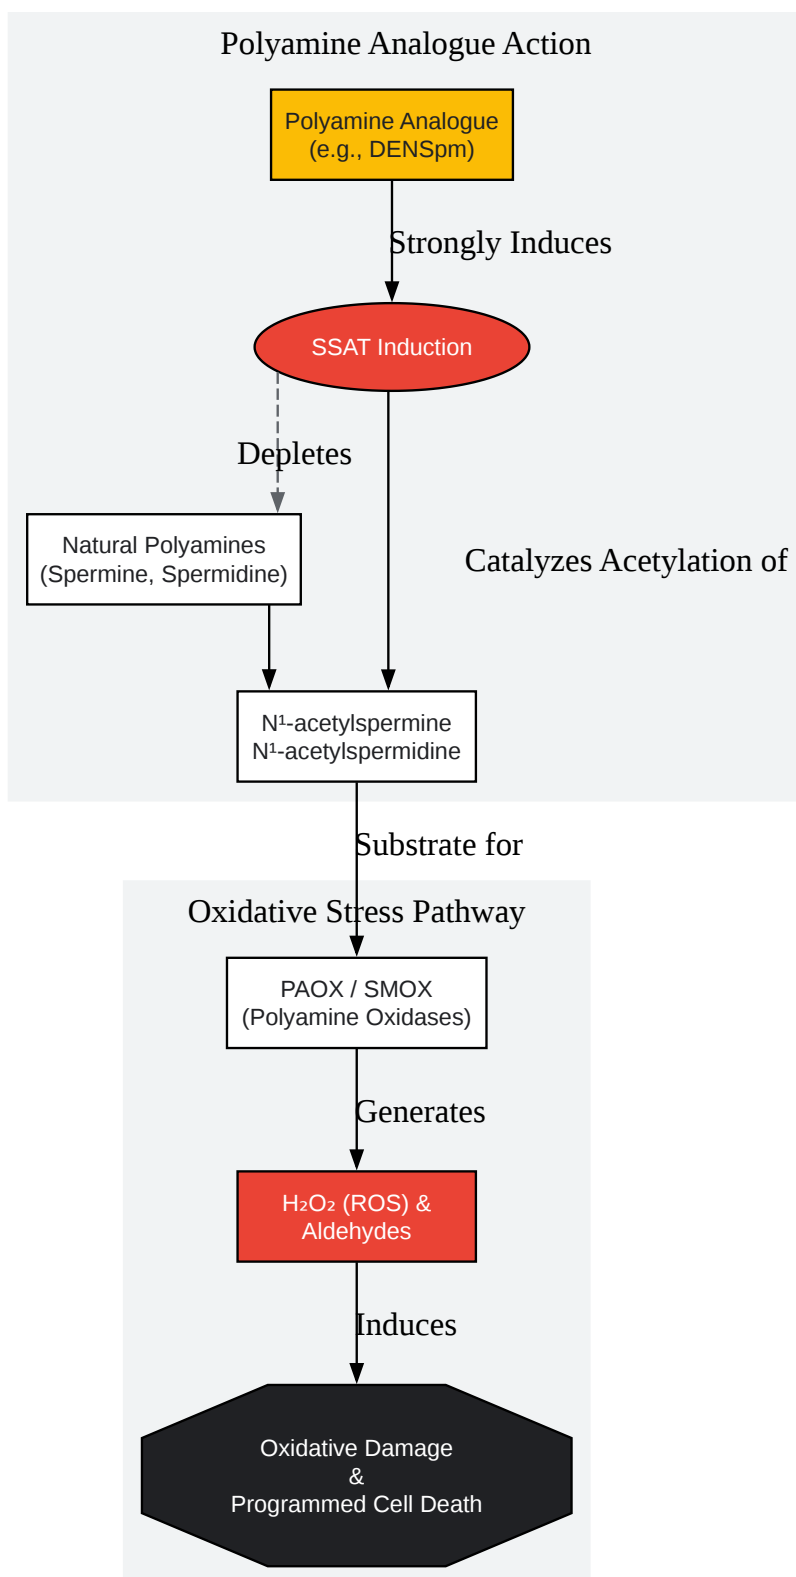 Polyamine Analogue Action
Polyamine Analogue
(e.g., DENSpm)
Strongly Induces
SSAT Induction
Depletes
Natural Polyamines
(Spermine, Spermidine)
Catalyzes Acetylation of
N¹-acetylspermine
N¹-acetylspermidine
Substrate for
Oxidative Stress Pathway
PAOX / SMOX
(Polyamine Oxidases)
Generates
H₂O₂ (ROS) &
Aldehydes
Induces
Oxidative Damage
&
Programmed Cell Death